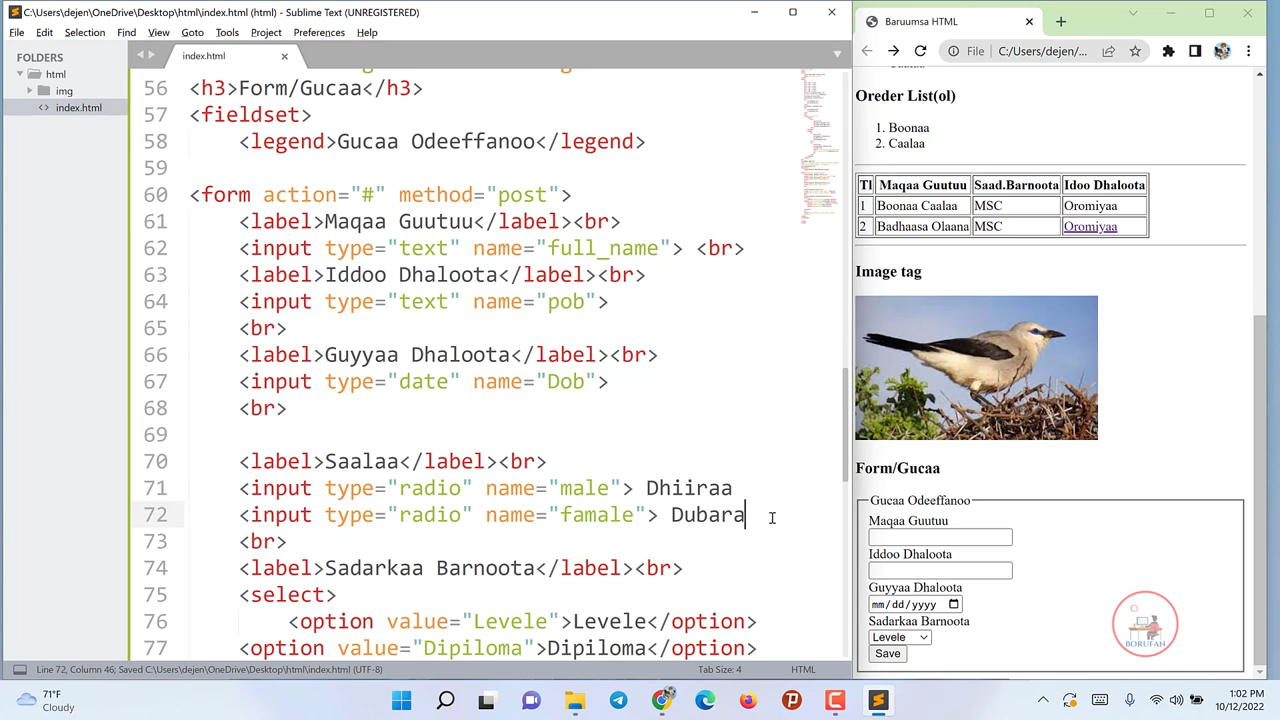 C:\Users\dejen\OneDrive\Desktop\html\index.html (html) - Sublime Text (UNREGISTERED)
File Edit Selection Find View Goto Tools Project Preferences Help
FOLDERS
html
img
index.html
index.html
56 <h3>Form/Gucaa</h3>
57 <fieldset>
58 <legend>Gucaa Odeeffanoo</legend>
59
60 <form action="#" method="post">
61 <label>Maqaa Guutuu</label><br>
62 <input type="text" name="full_name"> <br>
63 <label>Iddoo Dhaloota</label><br>
64 <input type="text" name="pob">
65 <br>
66 <label>Guyyaa Dhaloota</label><br>
67 <input type="date" name="Dob">
68 <br>
69
70 <label>Saalaa</label><br>
71 <input type="radio" name="male"> Dhiiraa
72 <input type="radio" name="famale"> Dubara
73 <br>
74 <label>Sadarkaa Barnoota</label><br>
75 <select>
76 <option value="Levele">Levele</option>
77 <option value="Dipiloma">Dipiloma</option>
Line 72, Column 46; Saved C:\Users\dejen\OneDrive\Desktop\html\index.html (UTF-8)
Tab Size: 4
HTML
Baruumsa HTML
File C:/Users/dejen/...
Oreder List(ol)
1. Boonaa
2. Caalaa
Maqaa Guutuu Sad.Barnoota
1 Boonaa Caalaa MSC
2 Badhaasa Olaana MSC Oromiyaa
Image tag
Form/Gucaa
Gucaa Odeeffanoo
Maqaa Guutuu
Iddoo Dhaloota
Guyyaa Dhaloota
mm/dd/yyyy
Sadarkaa Barnoota
Levele
Save
BORUFAN
71°F
Cloudy
1:02 PM
10/12/2022